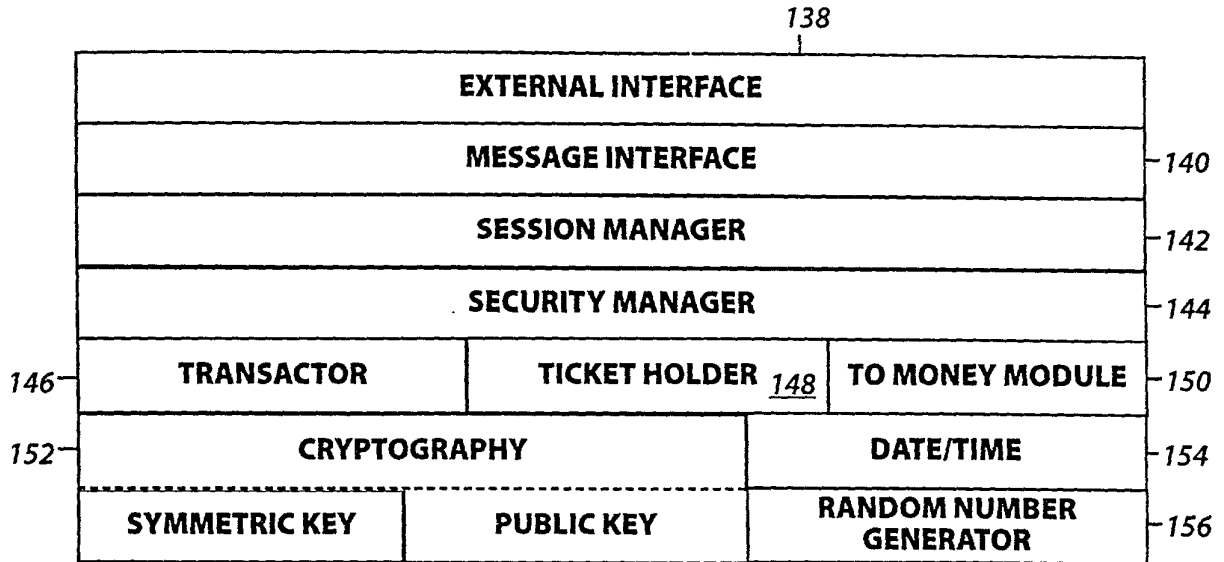 138
EXTERNAL INTERFACE
MESSAGE INTERFACE
140
SESSION MANAGER
142
SECURITY MANAGER
144
146
TRANSACTOR
TICKET HOLDER 148
TO MONEY MODULE
150
152
CRYPTOGRAPHY
DATE/TIME
154
SYMMETRIC KEY
PUBLIC KEY
RANDOM NUMBER
GENERATOR
156